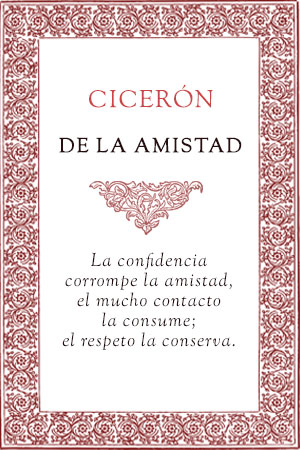 CICERÓN
DE LA AMISTAD
La confidencia
corrompe la amistad,
el mucho contacto
la consume;
el respeto la conserva.